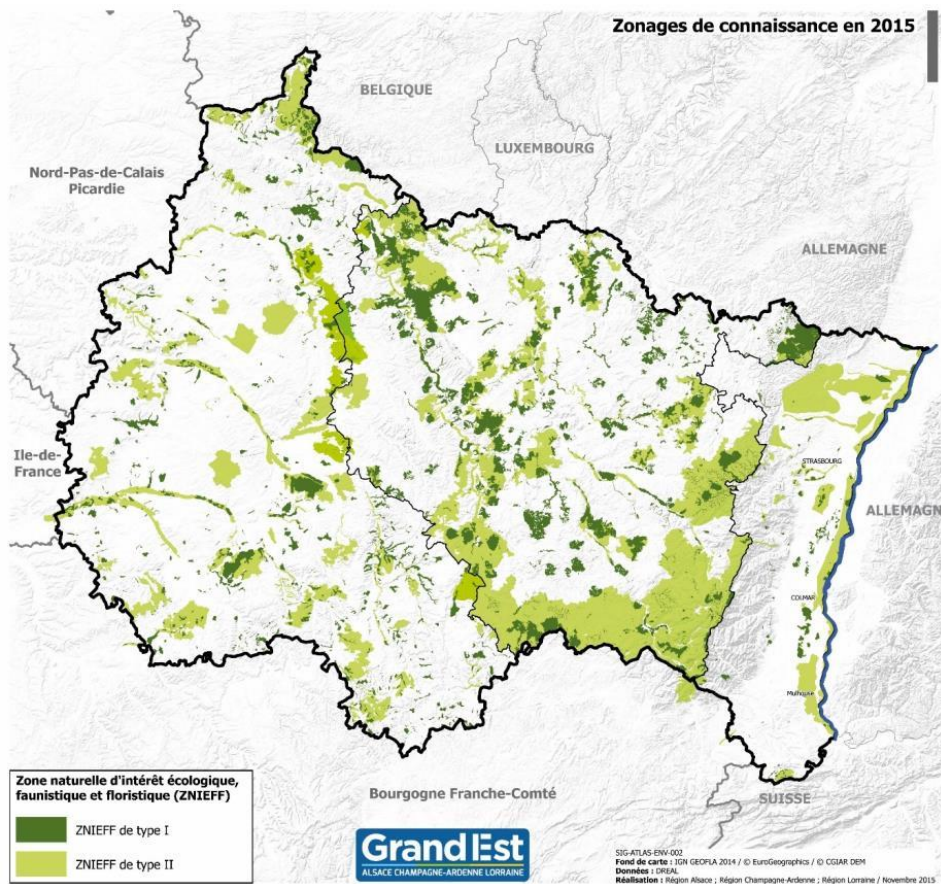 Zonages de connaissance en 2015
BELGIQUE
LUXEMBOURG
Nord-Pas-de-Calais
Picardie
ALLEMAGNE
Ile-de-
France
STRASBOURG
ALLEMAGN
COLMAR
Mulhouse
Zone naturelle d'intérêt écologique,
faunistique et floristique (ZNIEFF)
ZNIEFF de type I
ZNIEFF de type II
Bourgogne Franche-Comté
SUISSE
GrandEst
ALSACE CHAMPAGNE-ARDENNE LORRAINE
SIG-ATLAS-ENV-002
Fond de carte : IGN GEOFLA 2014 / © EuroGeographics / © CGIAR DEM
Données : DREAL
Réalisation : Région Alsace ; Région Champagne-Ardenne ; Région Lorraine / Novembre 2015